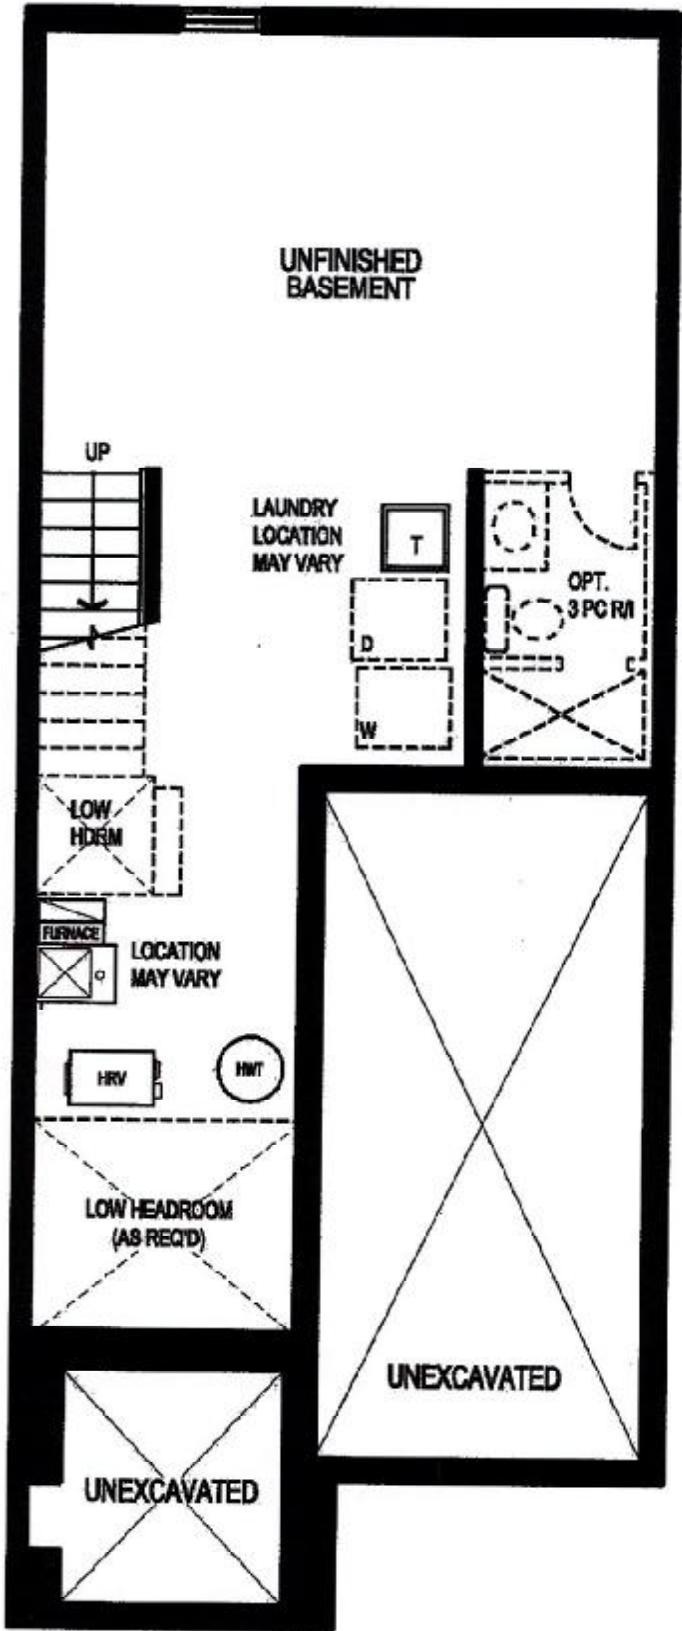 UNFINISHED
BASEMENT
UP
LAUNDRY
LOCATION
MAY VARY
T
OPT.
3 PC R/I
D
W
LOW
HDRM
FURNACE
LOCATION
MAY VARY
HRV
HWT
LOW HEADROOM
(AS REQ'D)
UNEXCAVATED
UNEXCAVATED